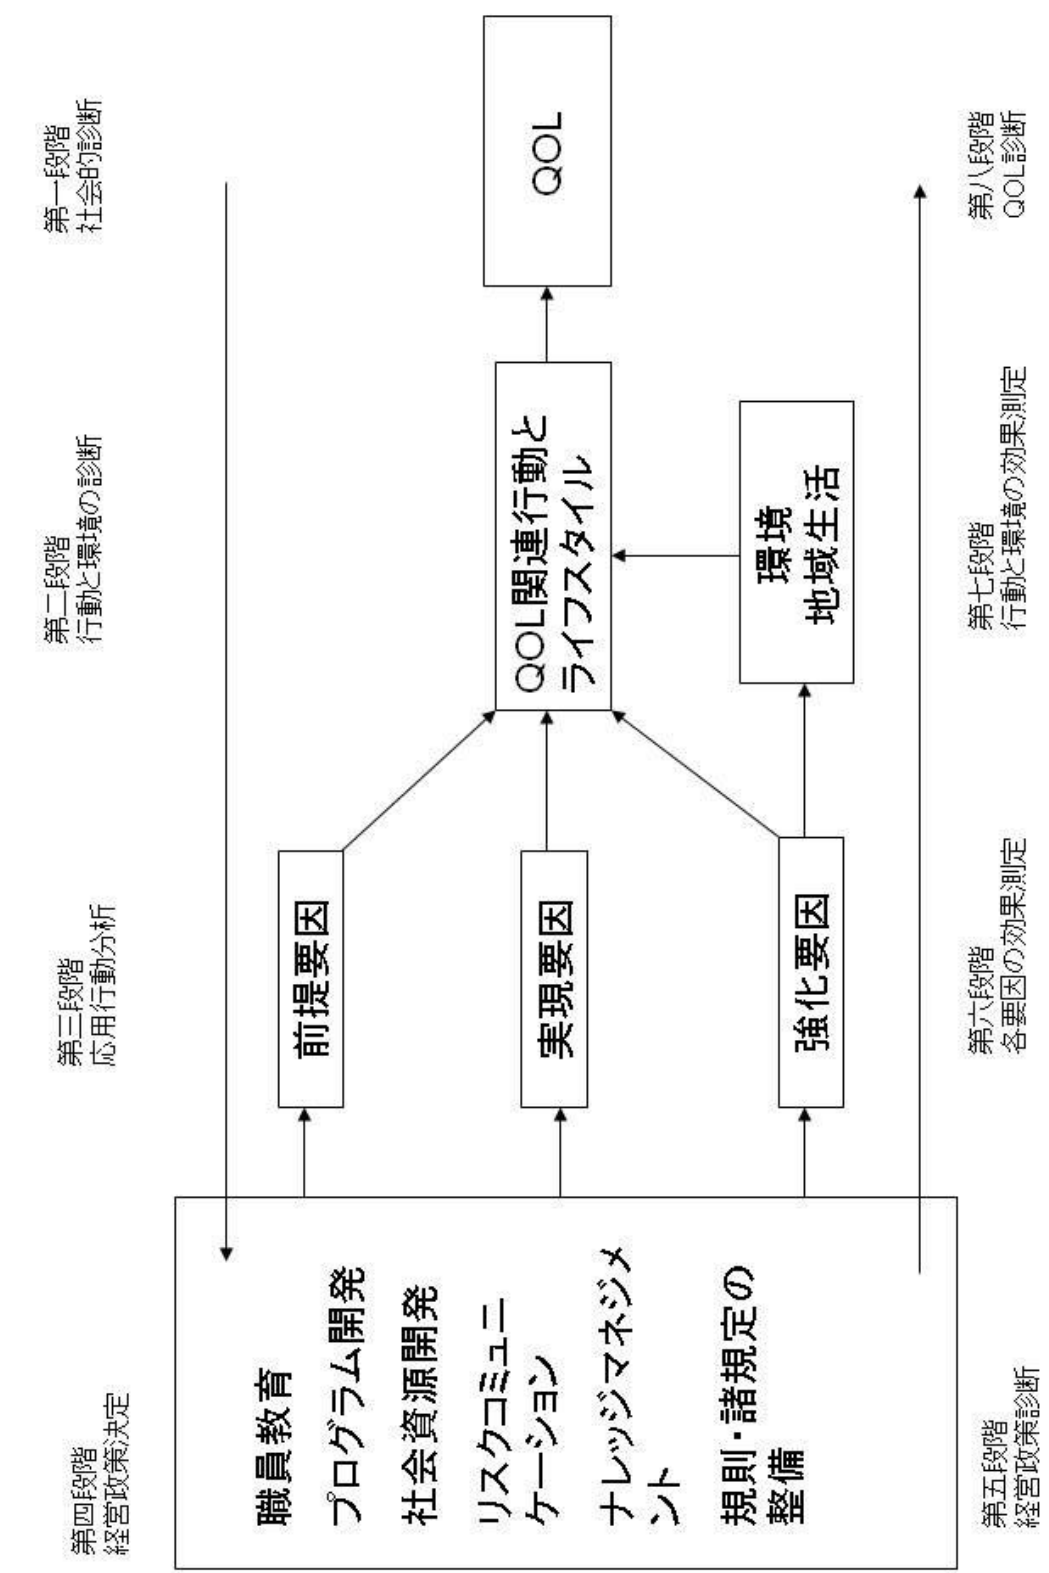 第四段階
経営政策決定
第三段階
応用行動分析
第二段階
行動と環境の診断
第一段階
社会的診断
職員教育
プログラム開発
社会資源開発
リスクコミュニ
ケーション
ナレッジマネジメ
ント
規則・諸規定の
整備
前提要因
実現要因
強化要因
QOL関連行動と
ライフスタイル
環境
地域生活
QOL
第五段階
経営政策診断
第六段階
各要因の効果測定
第七段階
行動と環境の効果測定
第八段階
QOL診断